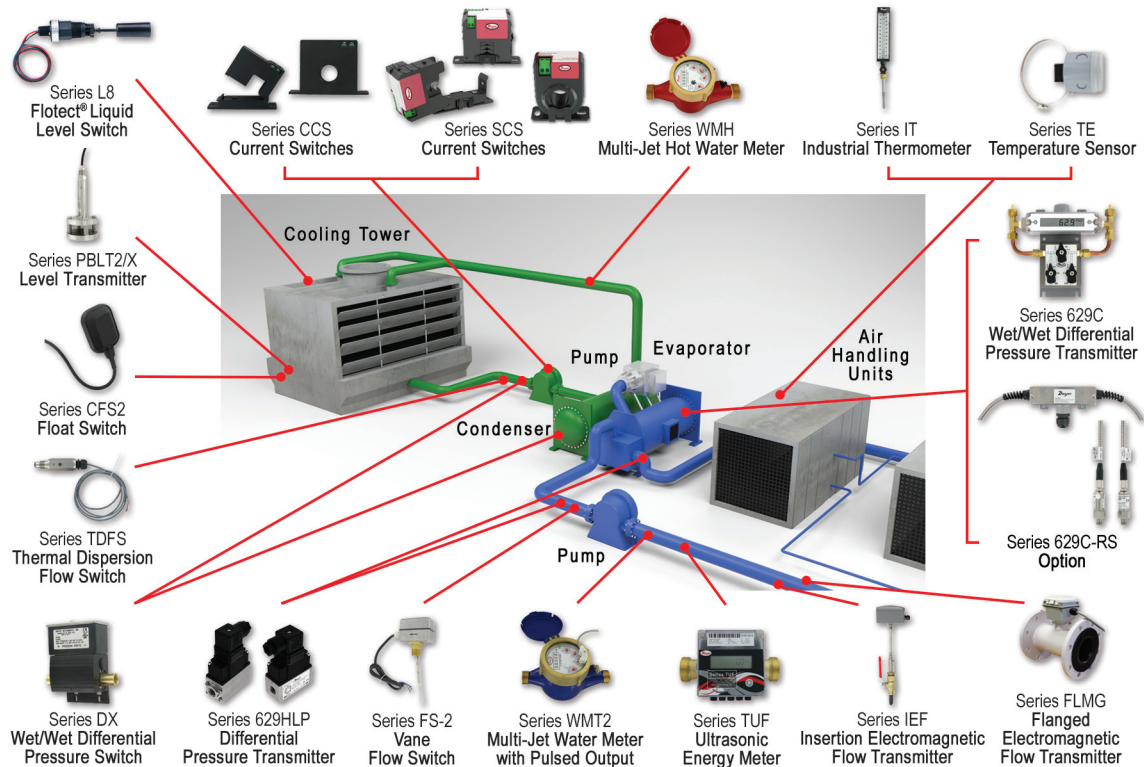 Series L8
Flotect® Liquid
Level Switch
Series CCS
Current Switches
Series SCS
Current Switches
Series WMH
Multi-Jet Hot Water Meter
Series IT
Industrial Thermometer
Series TE
Temperature Sensor
Series PBLT2/X
Level Transmitter
Series CFS2
Float Switch
Series TDFS
Thermal Dispersion
Flow Switch
Cooling Tower
Pump
Evaporator
Condenser
Air
Handling
Units
Pump
Series 629C
Wet/Wet Differential
Pressure Transmitter
Series 629C-RS
Option
Series DX
Wet/Wet Differential
Pressure Switch
Series 629HLP
Differential
Pressure Transmitter
Series FS-2
Vane
Flow Switch
Series WMT2
Multi-Jet Water Meter
with Pulsed Output
Series TUF
Ultrasonic
Energy Meter
Series IEF
Insertion Electromagnetic
Flow Transmitter
Series FLMG
Flanged
Electromagnetic
Flow Transmitter